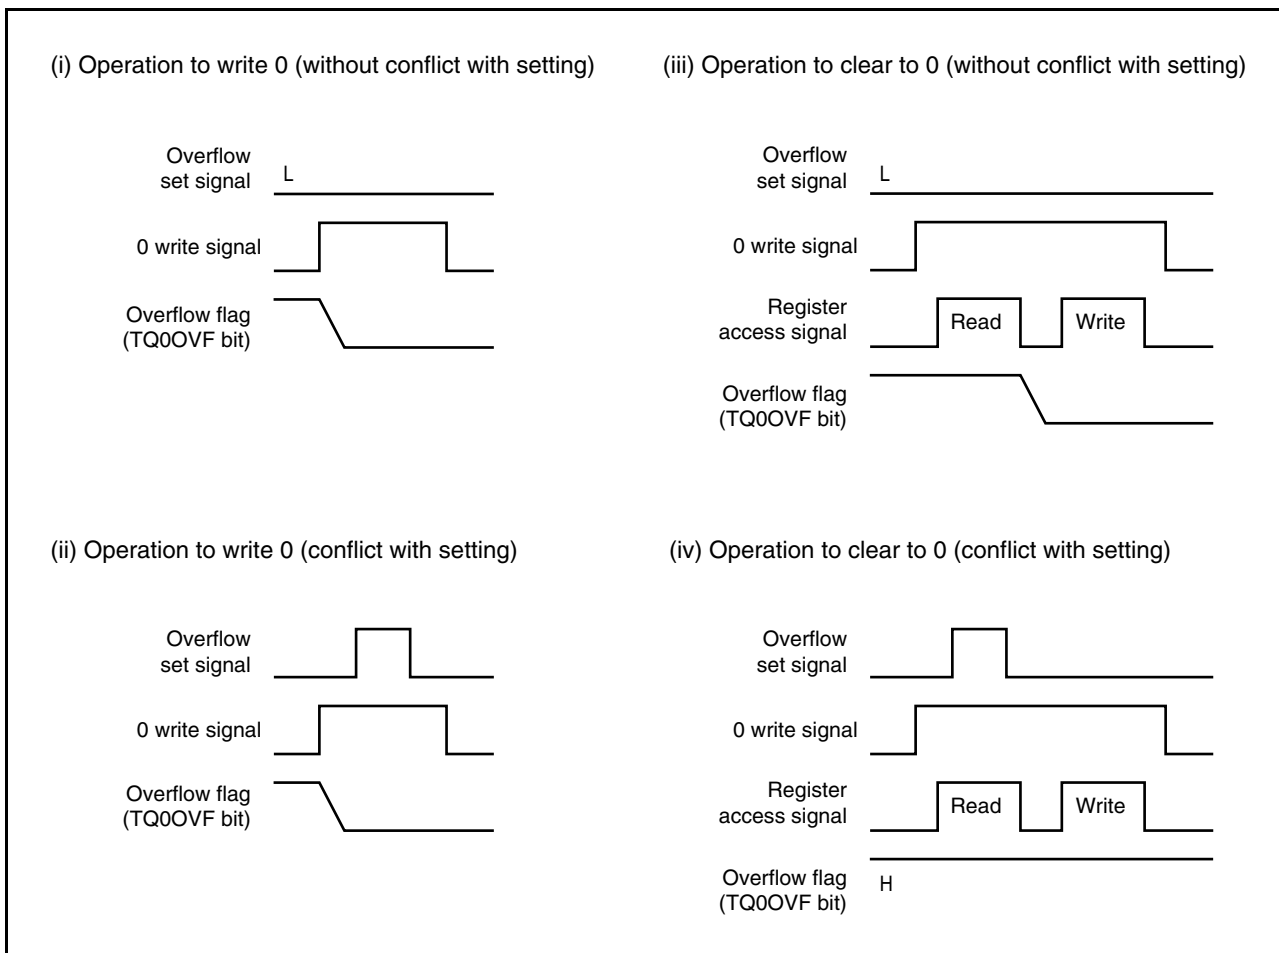 (i) Operation to write 0 (without conflict with setting)
Overflow
set signal
L
0 write signal
Overflow flag
(TQ0OVF bit)
(iii) Operation to clear to 0 (without conflict with setting)
Overflow
set signal
L
0 write signal
Register
access signal
Read
Write
Overflow flag
(TQ0OVF bit)
(ii) Operation to write 0 (conflict with setting)
Overflow
set signal
0 write signal
Overflow flag
(TQ0OVF bit)
(iv) Operation to clear to 0 (conflict with setting)
Overflow
set signal
0 write signal
Register
access signal
Read
Write
Overflow flag
(TQ0OVF bit)
H